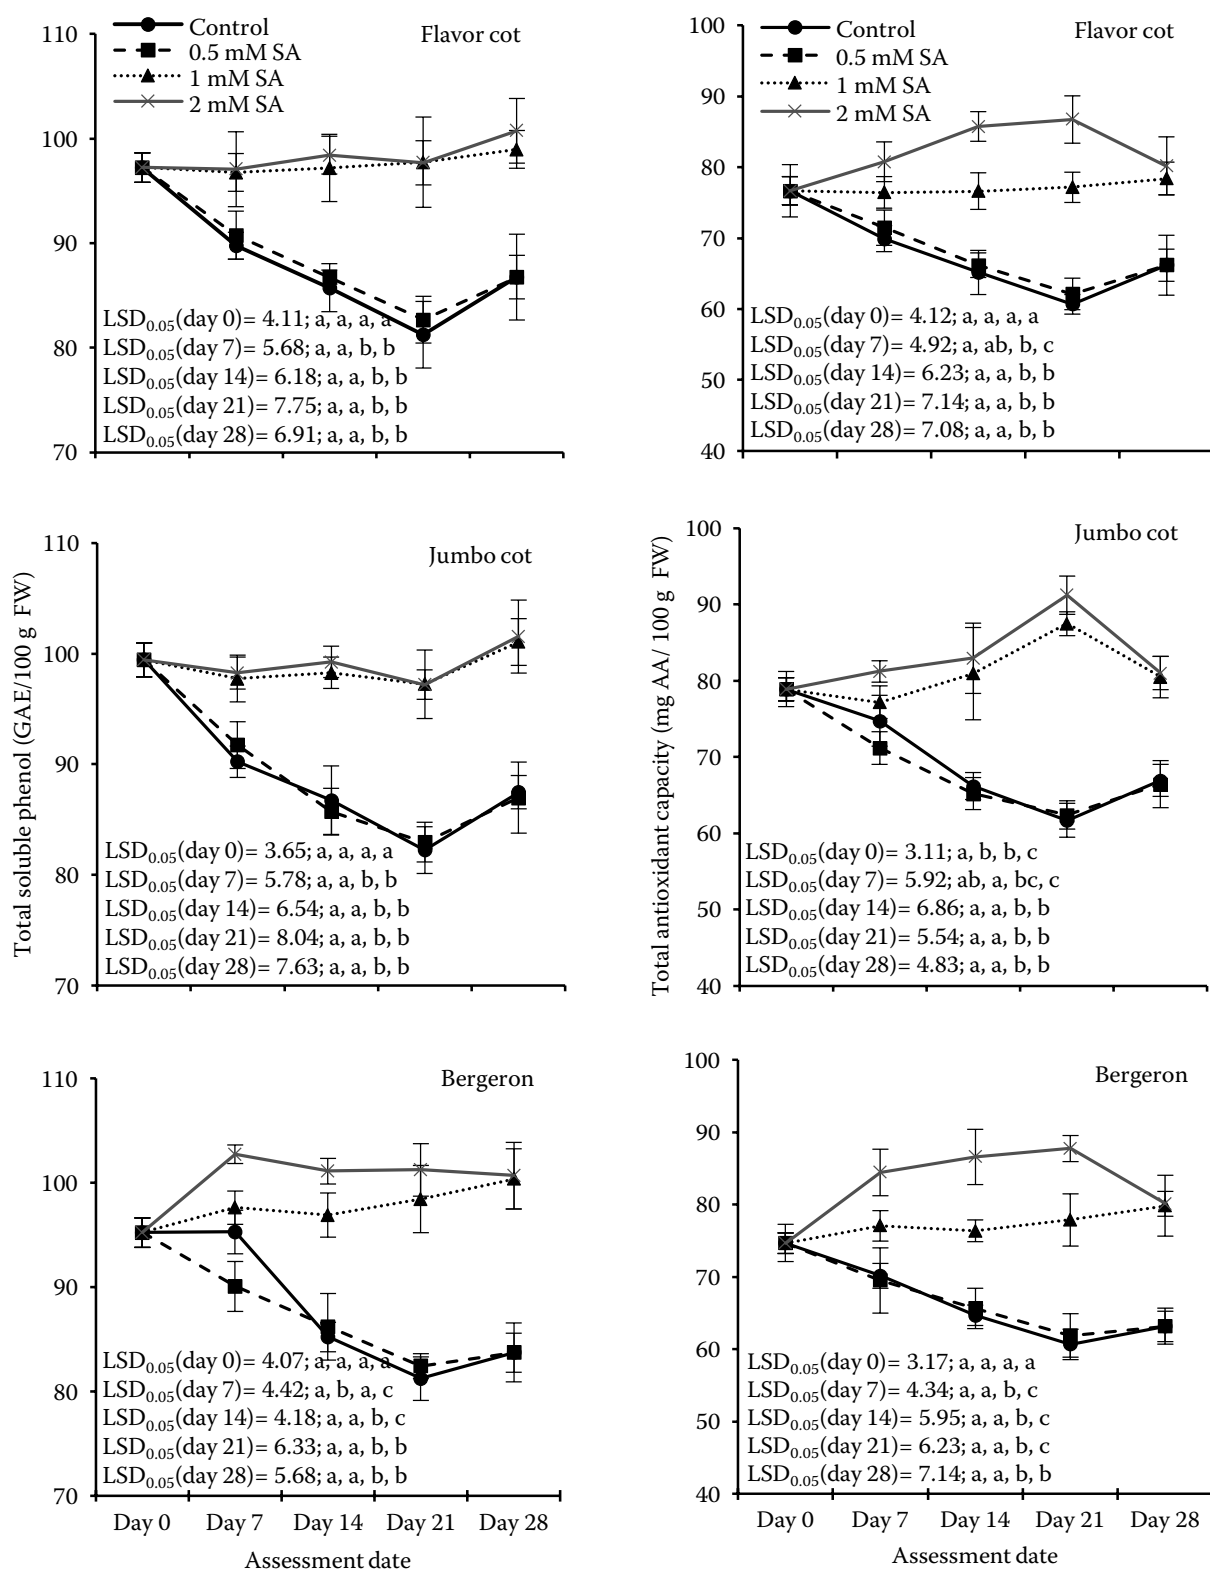 Control
0.5 mM SA
1 mM SA
2 mM SA
Flavor cot
110
100
90
80
70
LSD0.05(day 0)= 4.11; a, a, a, a
LSD0.05(day 7)= 5.68; a, a, b, b
LSD0.05(day 14)= 6.18; a, a, b, b
LSD0.05(day 21)= 7.75; a, a, b, b
LSD0.05(day 28)= 6.91; a, a, b, b
Control
0.5 mM SA
1 mM SA
2 mM SA
Flavor cot
100
90
80
70
60
50
40
LSD0.05(day 0)= 4.12; a, a, a, a
LSD0.05(day 7)= 4.92; a, ab, b, c
LSD0.05(day 14)= 6.23; a, a, b, b
LSD0.05(day 21)= 7.14; a, a, b, b
LSD0.05(day 28)= 7.08; a, a, b, b
Total soluble phenol (GAE/100 g FW)
Jumbo cot
110
100
90
80
70
LSD0.05(day 0)= 3.65; a, a, a, a
LSD0.05(day 7)= 5.78; a, a, b, b
LSD0.05(day 14)= 6.54; a, a, b, b
LSD0.05(day 21)= 8.04; a, a, b, b
LSD0.05(day 28)= 7.63; a, a, b, b
Total antioxidant capacity (mg AA/ 100 g FW)
Jumbo cot
100
90
80
70
60
50
40
LSD0.05(day 0)= 3.11; a, b, b, c
LSD0.05(day 7)= 5.92; ab, a, bc, c
LSD0.05(day 14)= 6.86; a, a, b, b
LSD0.05(day 21)= 5.54; a, a, b, b
LSD0.05(day 28)= 4.83; a, a, b, b
Bergeron
110
100
90
80
70
LSD0.05(day 0)= 4.07; a, a, a, a
LSD0.05(day 7)= 4.42; a, b, a, c
LSD0.05(day 14)= 4.18; a, a, b, c
LSD0.05(day 21)= 6.33; a, a, b, b
LSD0.05(day 28)= 5.68; a, a, b, b
Day 0 Day 7 Day 14 Day 21 Day 28
Assessment date
Bergeron
100
90
80
70
60
50
40
LSD0.05(day 0)= 3.17; a, a, a, a
LSD0.05(day 7)= 4.34; a, a, b, c
LSD0.05(day 14)= 5.95; a, a, b, c
LSD0.05(day 21)= 6.23; a, a, b, c
LSD0.05(day 28)= 7.14; a, a, b, b
Day 0 Day 7 Day 14 Day 21 Day 28
Assessment date